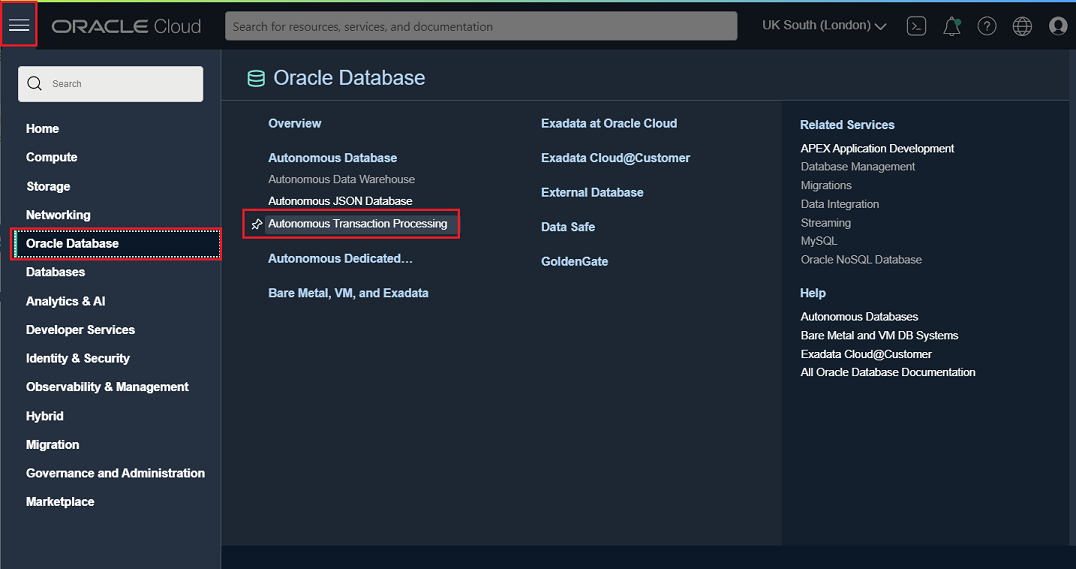 ORACLE Cloud
Search for resources, services, and documentation
UK South (London)
Search
Home
Compute
Storage
Networking
Oracle Database
Databases
Analytics & AI
Developer Services
Identity & Security
Observability & Management
Hybrid
Migration
Governance and Administration
Marketplace
Oracle Database
Overview
Autonomous Database
Autonomous Data Warehouse
Autonomous JSON Database
Autonomous Transaction Processing
Autonomous Dedicated...
Bare Metal, VM, and Exadata
Exadata at Oracle Cloud
Exadata Cloud@Customer
External Database
Data Safe
GoldenGate
Related Services
APEX Application Development
Database Management
Migrations
Data Integration
Streaming
MySQL
Oracle NoSQL Database
Help
Autonomous Databases
Bare Metal and VM DB Systems
Exadata Cloud@Customer
All Oracle Database Documentation